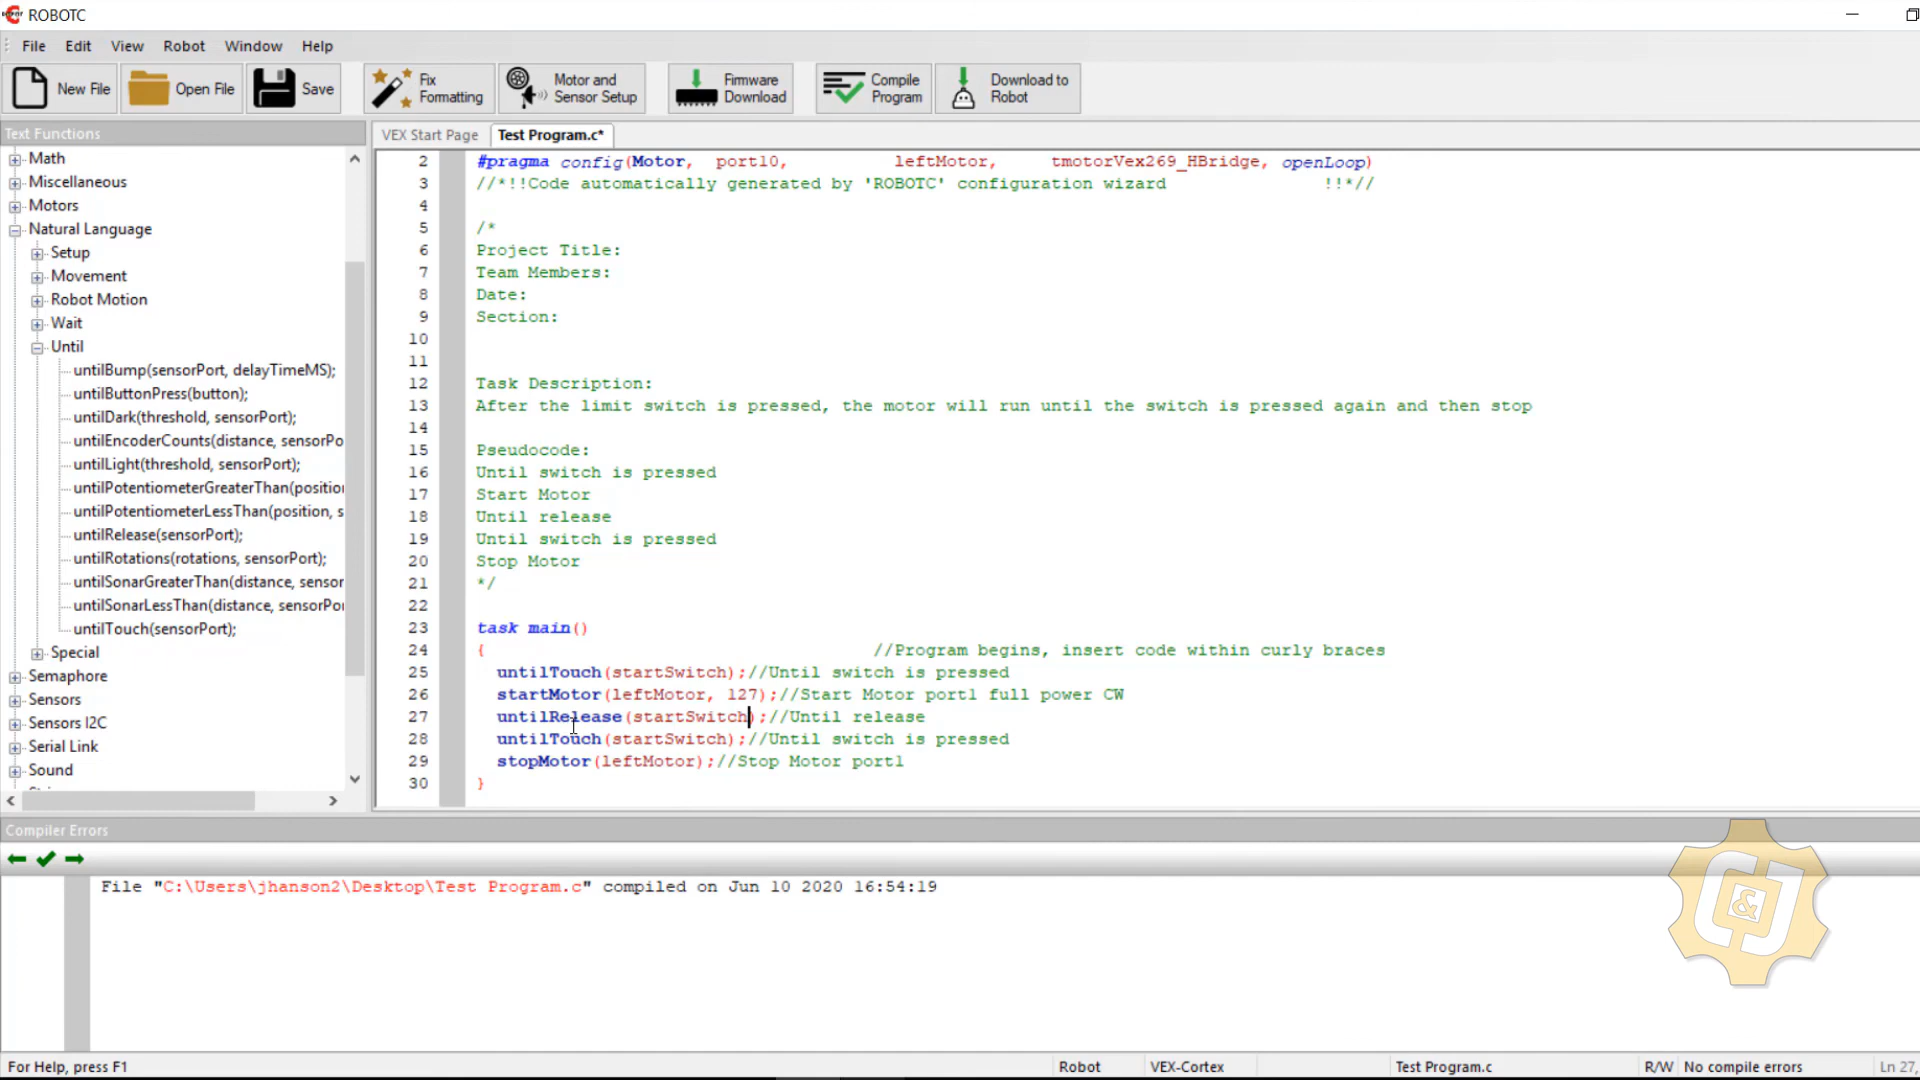 ROBOTC
File Edit View Robot Window Help
New File Open File Save Fix Formatting Motor and Sensor Setup Firmware Download Compile Program Download to Robot
Text Functions
Math
Miscellaneous
Motors
Natural Language
Setup
Movement
Robot Motion
Wait
Until
untilBump(sensorPort, delayTimeMS);
untilButtonPress(button);
untilDark(threshold, sensorPort);
untilEncoderCounts(distance, sensorPo
untilLight(threshold, sensorPort);
untilPotentiometerGreaterThan(position
untilPotentiometerLessThan(position, s
untilRelease(sensorPort);
untilRotations(rotations, sensorPort);
untilSonarGreaterThan(distance, sensor
untilSonarLessThan(distance, sensorPor
untilTouch(sensorPort);
Special
Semaphore
Sensors
Sensors I2C
Serial Link
Sound
VEX Start Page Test Program.c*
2 #pragma config(Motor, port10, leftMotor, tmotorVex269_HBridge, openLoop)
3 //*!!Code automatically generated by 'ROBOTC' configuration wizard !!*//
4
5 /*
6 Project Title:
7 Team Members:
8 Date:
9 Section:
10
11
12 Task Description:
13 After the limit switch is pressed, the motor will run until the switch is pressed again and then stop
14
15 Pseudocode:
16 Until switch is pressed
17 Start Motor
18 Until release
19 Until switch is pressed
20 Stop Motor
21 */
22
23 task main()
24 { //Program begins, insert code within curly braces
25 untilTouch(startSwitch);//Until switch is pressed
26 startMotor(leftMotor, 127);//Start Motor port1 full power CW
27 untilRelease(startSwitch);//Until release
28 untilTouch(startSwitch);//Until switch is pressed
29 stopMotor(leftMotor);//Stop Motor port1
30 }
Compiler Errors
File "C:\Users\jhanson2\Desktop\Test Program.c" compiled on Jun 10 2020 16:54:19
&
For Help, press F1 Robot VEX-Cortex Test Program.c R/W No compile errors Ln 27,